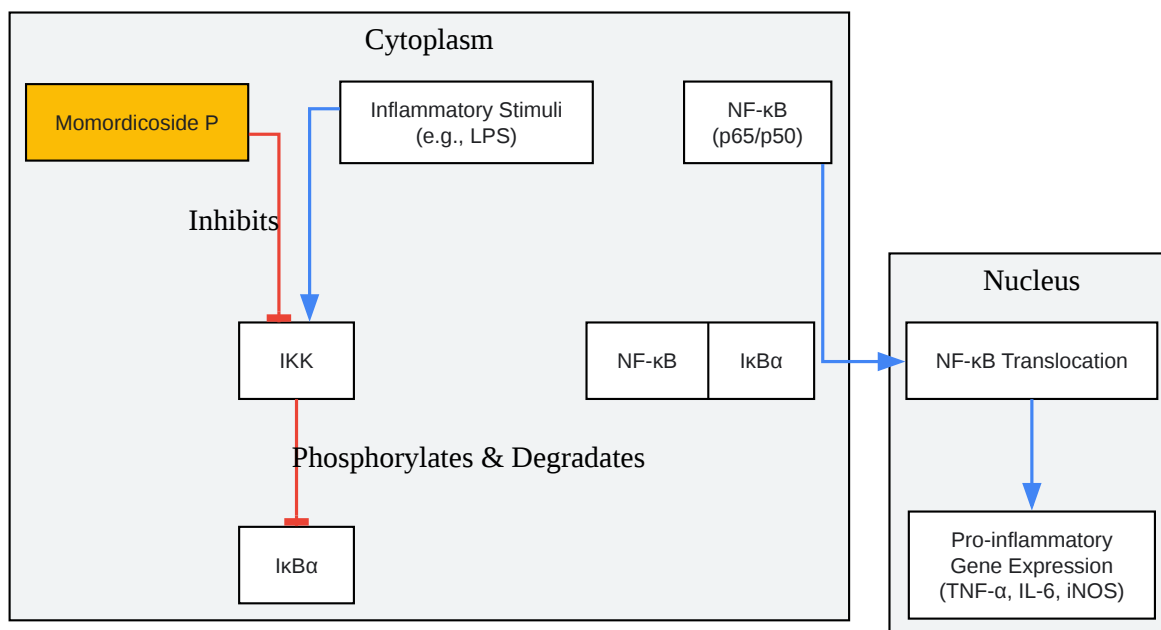 Cytoplasm
Momordicoside P
Inflammatory Stimuli
(e.g., LPS)
NF-κB
(p65/p50)
Inhibits
Nucleus
IKK
NF-κB
IκBα
NF-κB Translocation
Phosphorylates & Degradates
IκBα
Pro-inflammatory
Gene Expression
(TNF-α, IL-6, iNOS)